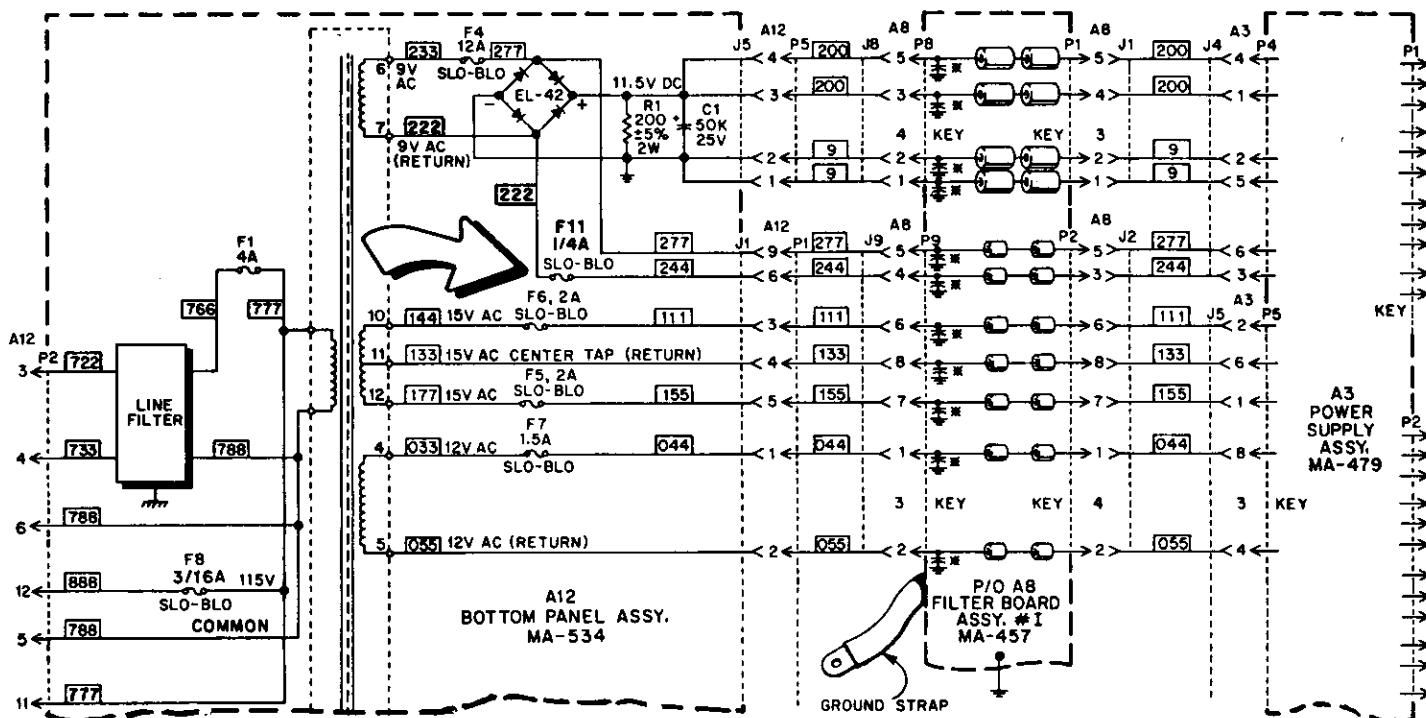 F4
12A
SLO-BLO
233
277
6
9V
AC
EL-42
-
+
7
222
9V AC
(RETURN)
11.5V DC
R1
200
±5%
2W
+
C1
50K
25V
222
F11
1/4A
SLO-BLO
277
244
F1
4A
766
777
A12
P2
3
722
LINE
FILTER
4
733
788
6
788
F8
3/16A
SLO-BLO
115V
12
888
5
788
COMMON
11
777
10
144
15V AC
F6, 2A
SLO-BLO
111
11
133
15V AC CENTER TAP (RETURN)
12
177
15V AC
F5, 2A
SLO-BLO
155
4
033
12V AC
F7
1.5A
SLO-BLO
044
5
055
12V AC (RETURN)
A12
BOTTOM PANEL ASSY.
MA-534
A12 A8 A8 A3
J5 P5 J8 P8 P1 J1 J4 P4 P1
4 200 5 ※ 5 200 4
3 200 3 ※ 4 200 1
4 KEY KEY 3
2 9 2 ※ 2 9 2
1 9 1 ※ 1 9 5
A12 A8 A8
J1 P1 J9 P9 P2 J2
9 277 5 ※ 5 277 6
6 244 4 ※ 3 244 3
A3
J5 P5
KEY
3 111 6 ※ 6 111 2
4 133 8 ※ 8 133 6
5 155 7 ※ 7 155 1
1 044 1 ※ 1 044 8
3 KEY KEY 4 3 KEY
2 055 2 ※ 2 055 4
P2
A3
POWER
SUPPLY
ASSY.
MA-479
P/O A8
FILTER BOARD
ASSY. #1
MA-457
GROUND STRAP